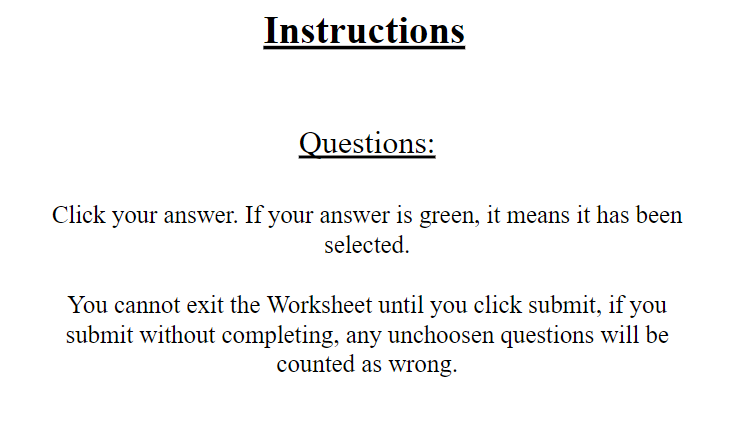 Instructions
Questions:
Click your answer. If your answer is green, it means it has been
selected.
You cannot exit the Worksheet until you click submit, if you
submit without completing, any unchoosen questions will be
counted as wrong.